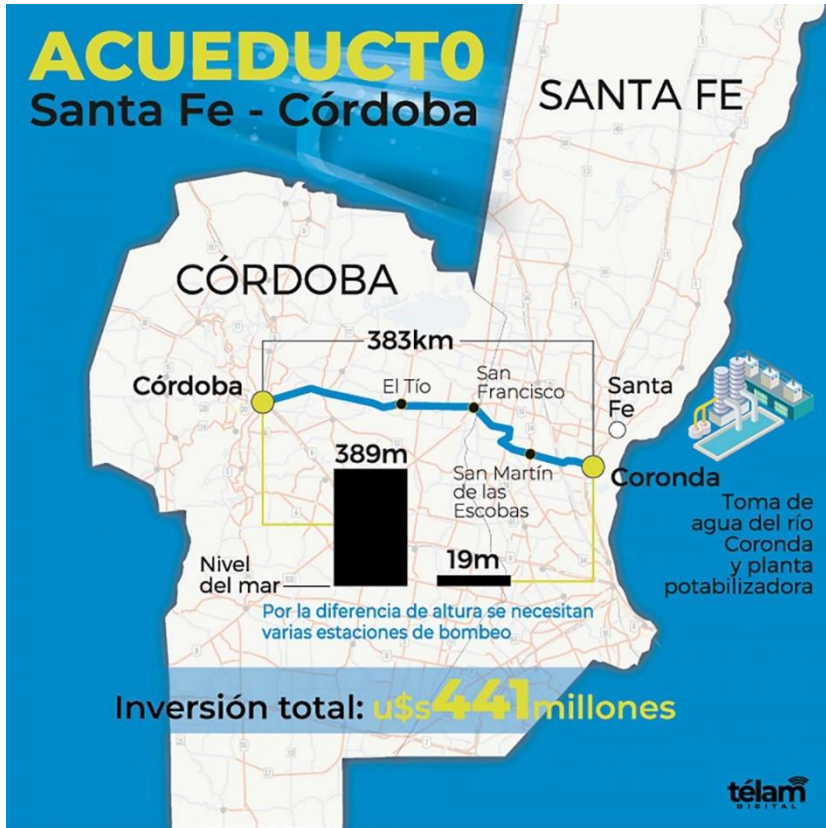 ACUEDUCTO
Santa Fe - Córdoba
SANTA FE
CÓRDOBA
383km
Córdoba
El Tío
San
Francisco
Santa
Fe
389m
San Martín
de las
Escobas
Coronda
Toma de
agua del río
Coronda
y planta
potabilizadora
19m
Nivel
del mar
Por la diferencia de altura se necesitan
varias estaciones de bombeo
Inversión total: u$s441millones
télam
DIGITAL